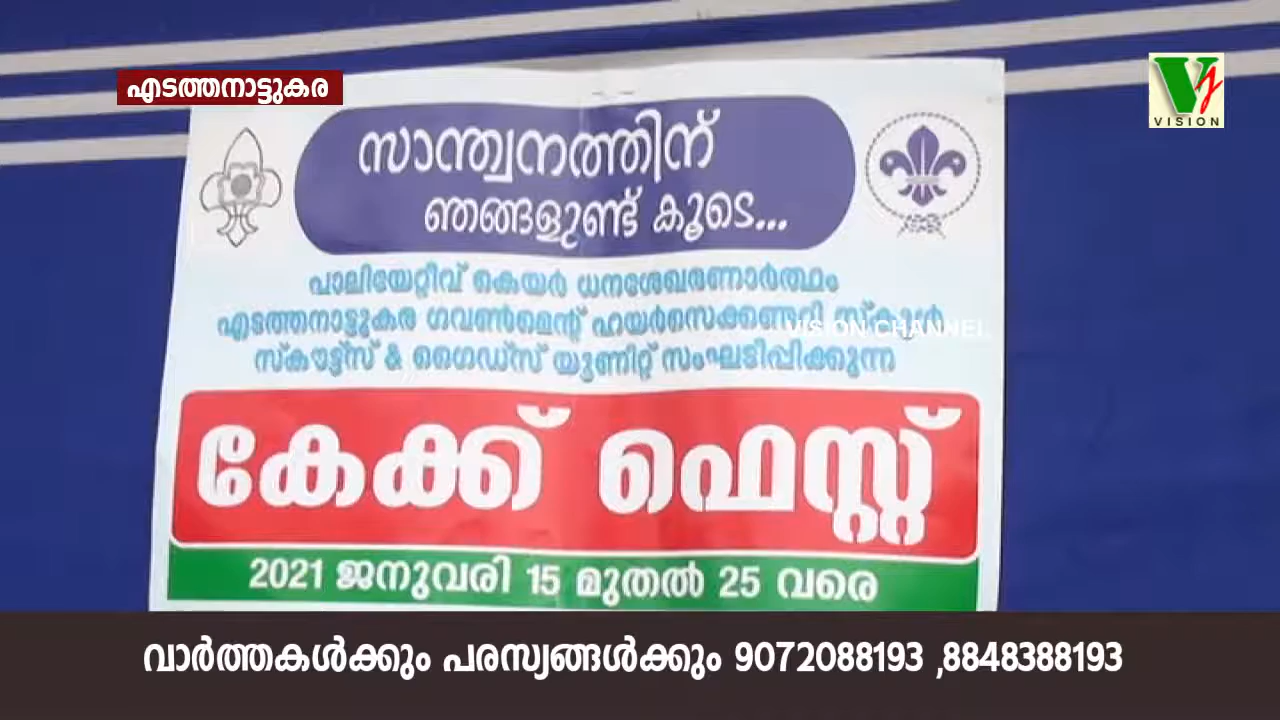 എടത്തനാട്ടുകര
VISION
സാന്ത്വനത്തിന്
ഞങ്ങളുണ്ട് കൂടെ...
പാലിയേറ്റീവ് കെയർ ധനശേഖരണാർത്ഥം
എടത്തനാട്ടുകര ഗവൺമെന്റ് ഹയർസെക്കണ്ടറി സ്കൂൾ
VISION CHANNEL
സ്കൗട്ട്സ് & ഗൈഡ്സ് യൂണിറ്റ് സംഘടിപ്പിക്കുന്ന
കേക്ക് ഫെസ്റ്റ്
2021 ജനുവരി 15 മുതൽ 25 വരെ
വാർത്തകൾക്കും പരസ്യങ്ങൾക്കും 9072088193 ,8848388193